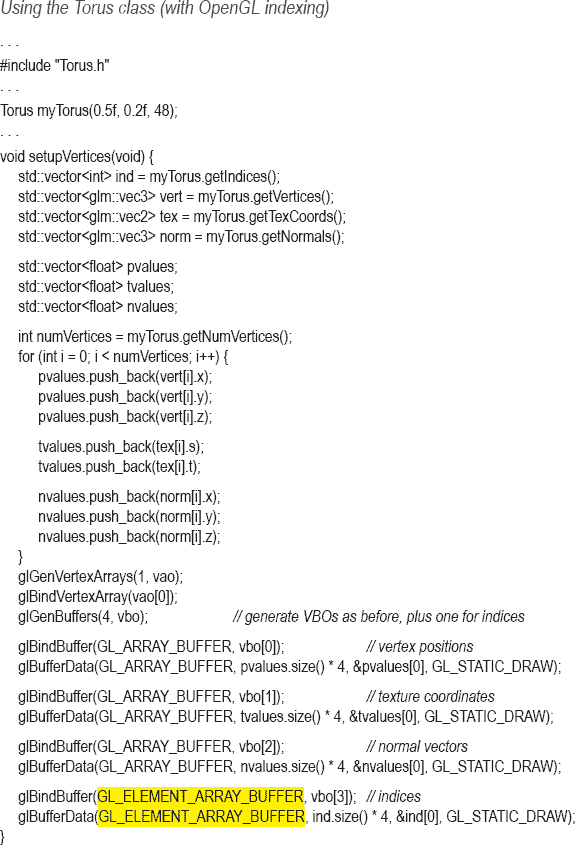 Using the Torus class (with OpenGL indexing)
. . .
#include "Torus.h"
. . .
Torus myTorus(0.5f, 0.2f, 48);
. . .
void setupVertices(void) {
std::vector<int> ind = myTorus.getIndices();
std::vector<glm::vec3> vert = myTorus.getVertices();
std::vector<glm::vec2> tex = myTorus.getTexCoords();
std::vector<glm::vec3> norm = myTorus.getNormals();
std::vector<float> pvalues;
std::vector<float> tvalues;
std::vector<float> nvalues;
int numVertices = myTorus.getNumVertices();
for (int i = 0; i < numVertices; i++) {
pvalues.push_back(vert[i].x);
pvalues.push_back(vert[i].y);
pvalues.push_back(vert[i].z);
tvalues.push_back(tex[i].s);
tvalues.push_back(tex[i].t);
nvalues.push_back(norm[i].x);
nvalues.push_back(norm[i].y);
nvalues.push_back(norm[i].z);
}
glGenVertexArrays(1, vao);
glBindVertexArray(vao[0]);
glGenBuffers(4, vbo); // generate VBOs as before, plus one for indices
glBindBuffer(GL_ARRAY_BUFFER, vbo[0]); // vertex positions
glBufferData(GL_ARRAY_BUFFER, pvalues.size() * 4, &pvalues[0], GL_STATIC_DRAW);
glBindBuffer(GL_ARRAY_BUFFER, vbo[1]); // texture coordinates
glBufferData(GL_ARRAY_BUFFER, tvalues.size() * 4, &tvalues[0], GL_STATIC_DRAW);
glBindBuffer(GL_ARRAY_BUFFER, vbo[2]); // normal vectors
glBufferData(GL_ARRAY_BUFFER, nvalues.size() * 4, &nvalues[0], GL_STATIC_DRAW);
glBindBuffer(GL_ELEMENT_ARRAY_BUFFER, vbo[3]); // indices
glBufferData(GL_ELEMENT_ARRAY_BUFFER, ind.size() * 4, &ind[0], GL_STATIC_DRAW);
}